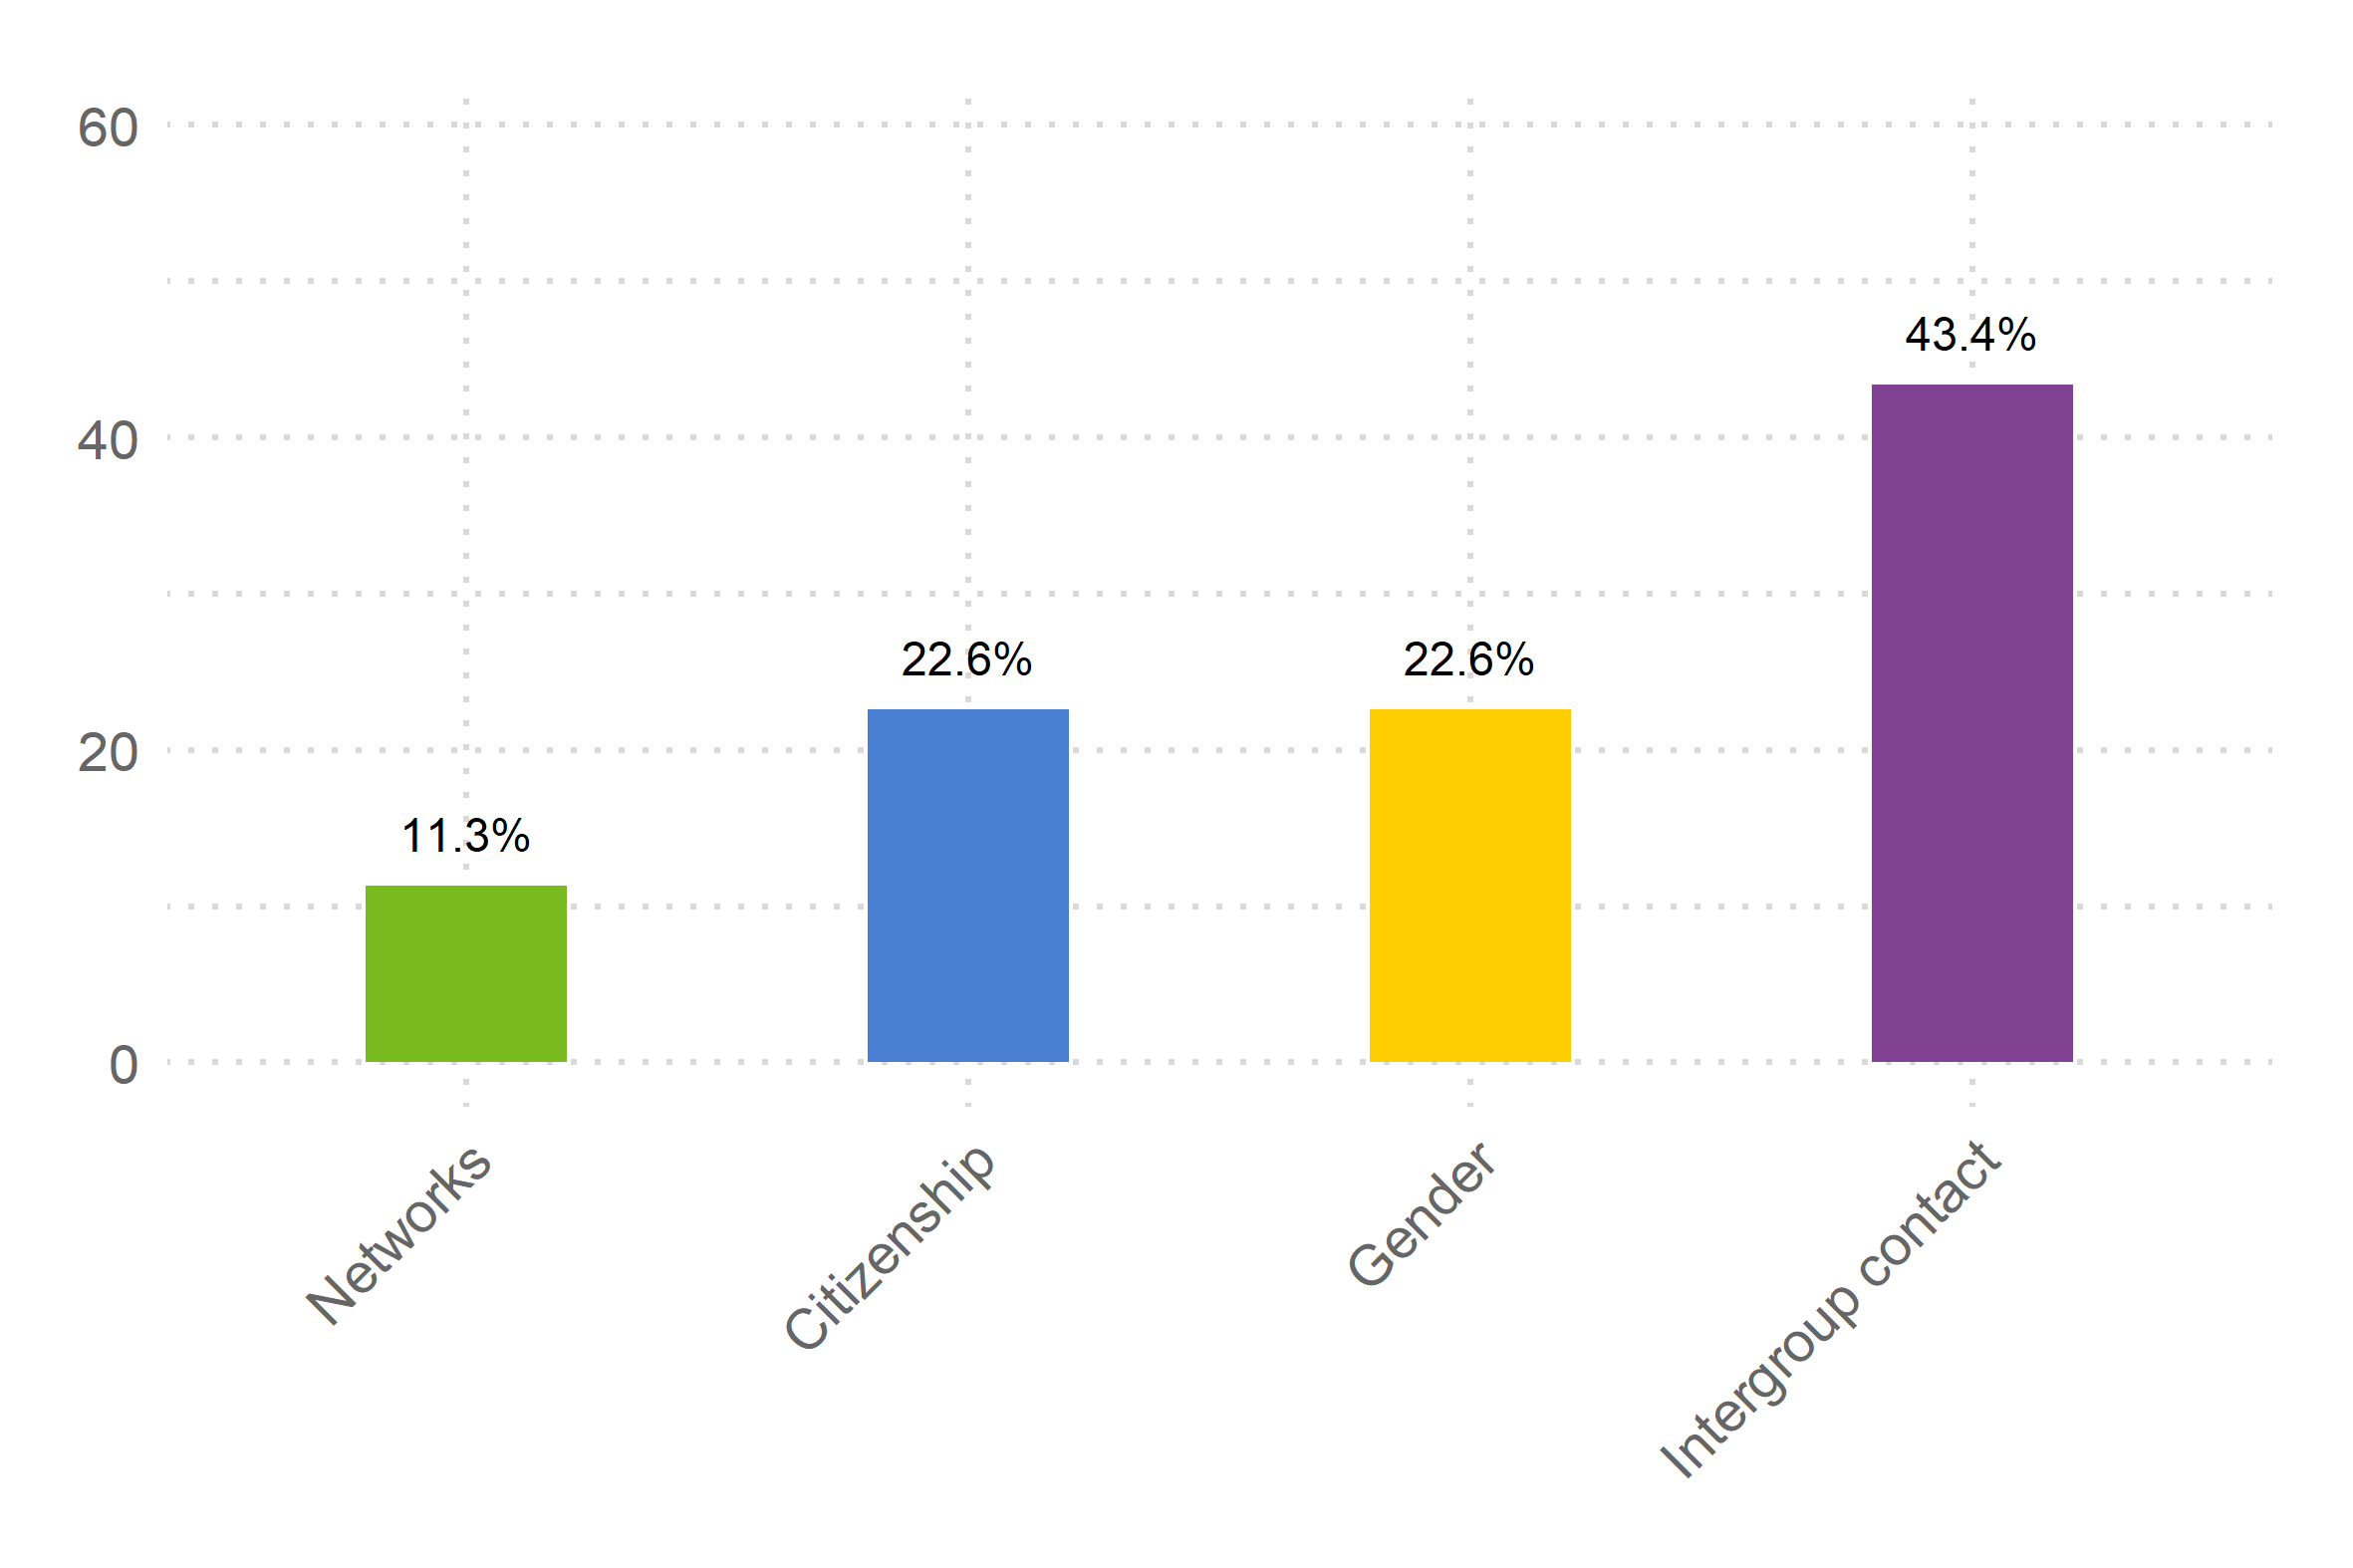 60
43.4%
40
22.6%
22.6%
20
11.3%
0
Networks
Citizenship
Gender
Intergroup contact